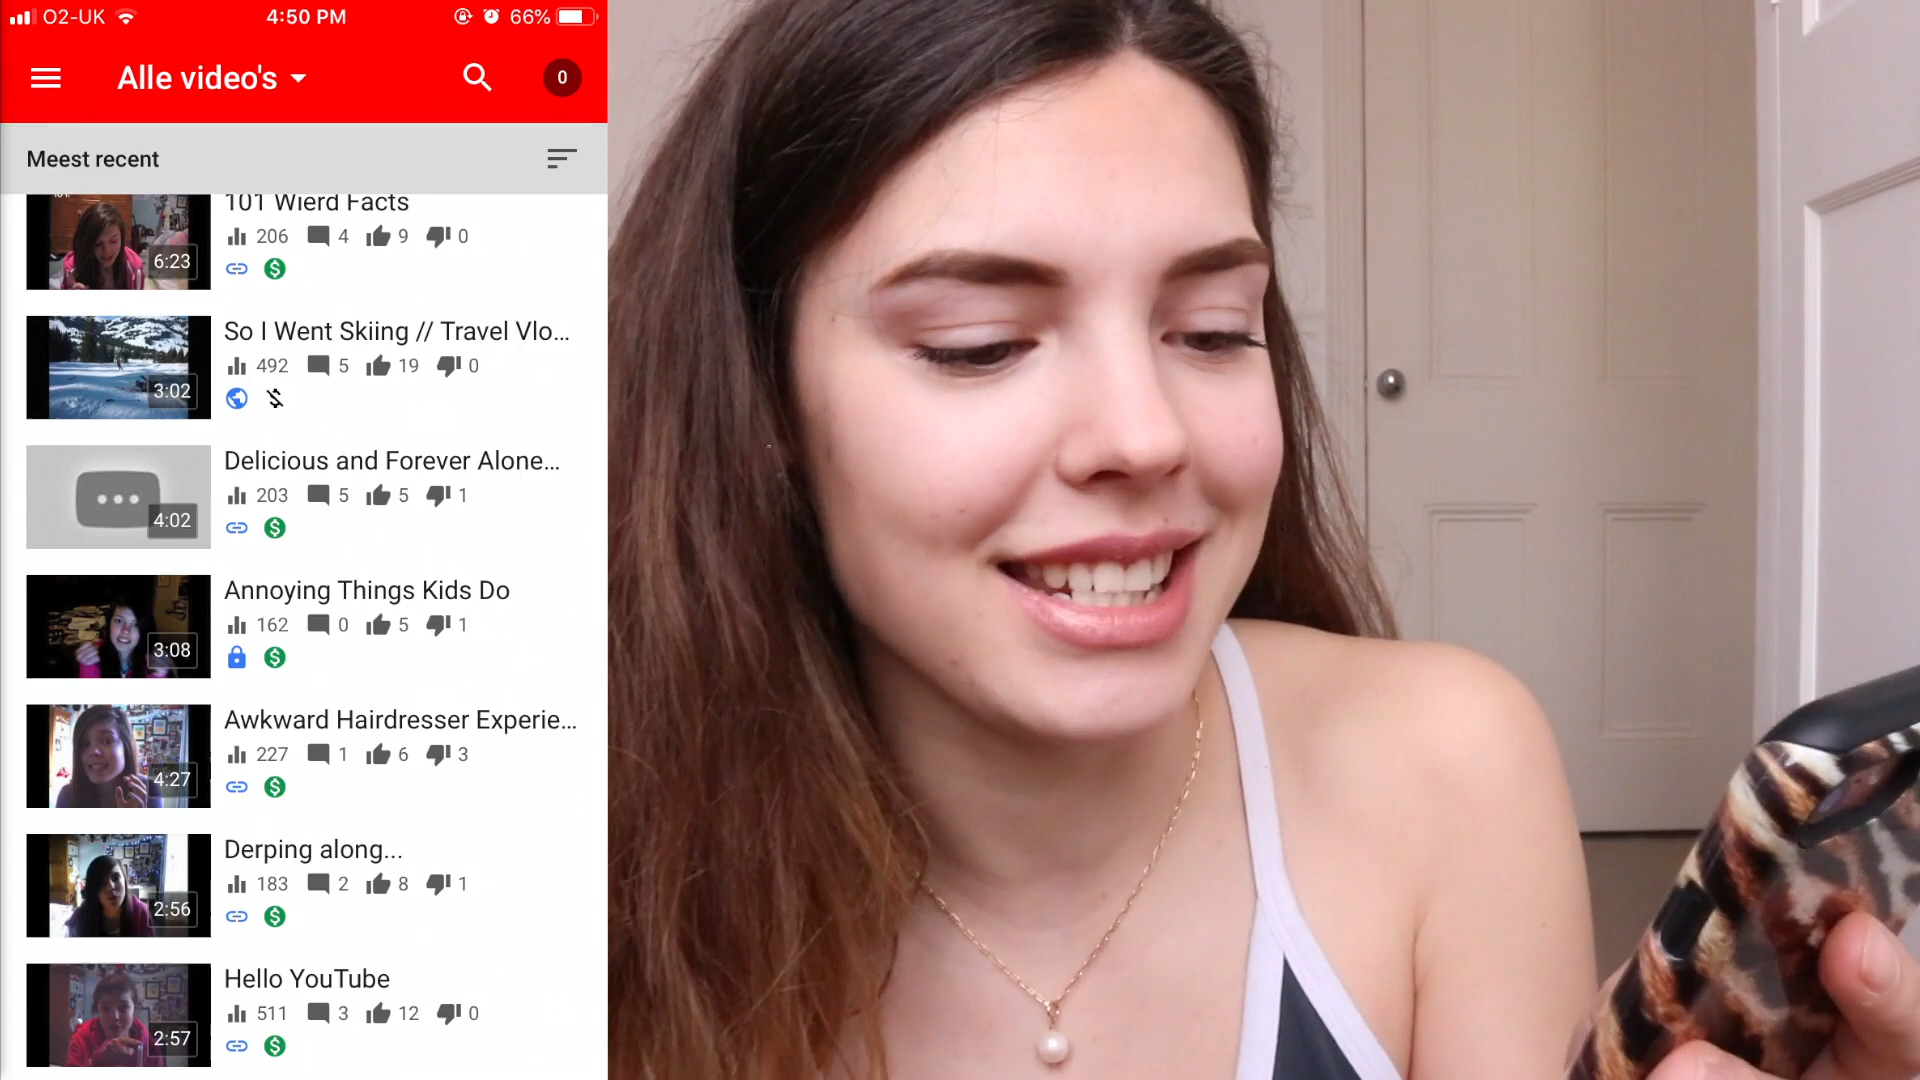 O2-UK 4:50 PM 66%
Alle video's 0
Meest recent
101 Wierd Facts
206 4 9 0
6:23
So I Went Skiing // Travel Vlo...
492 5 19 0
3:02
Delicious and Forever Alone...
203 5 5 1
4:02
Annoying Things Kids Do
162 0 5 1
3:08
Awkward Hairdresser Experie...
227 1 6 3
4:27
Derping along...
183 2 8 1
2:56
Hello YouTube
511 3 12 0
2:57